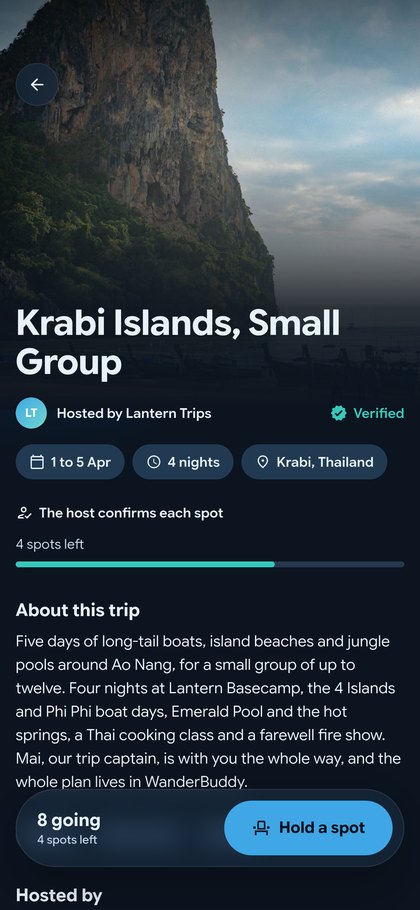 Krabi Islands, Small
Group
LT Hosted by Lantern Trips Verified
1 to 5 Apr 4 nights Krabi, Thailand
The host confirms each spot
4 spots left
About this trip
Five days of long-tail boats, island beaches and jungle
pools around Ao Nang, for a small group of up to
twelve. Four nights at Lantern Basecamp, the 4 Islands
and Phi Phi boat days, Emerald Pool and the hot
springs, a Thai cooking class and a farewell fire show.
Mai, our trip captain, is with you the whole way, and the
whole plan lives in WanderBuddy.
8 going
4 spots left
Hold a spot
Hosted by